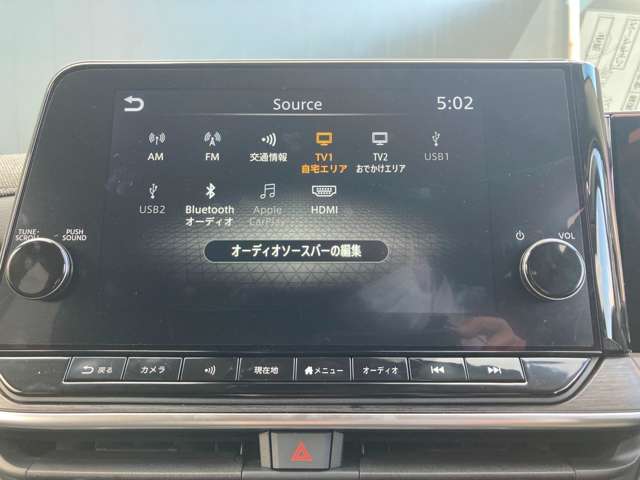 Source
5:02
AM
FM
交通情報
TV1
自宅エリア
TV2
おでかけエリア
USB1
USB2
Bluetooth
オーディオ
Apple
CarPlay
HDMI
オーディオソースバーの編集
TUNE·
SCROLL
PUSH
SOUND
VOL
戻る
カメラ
現在地
メニュー
オーディオ